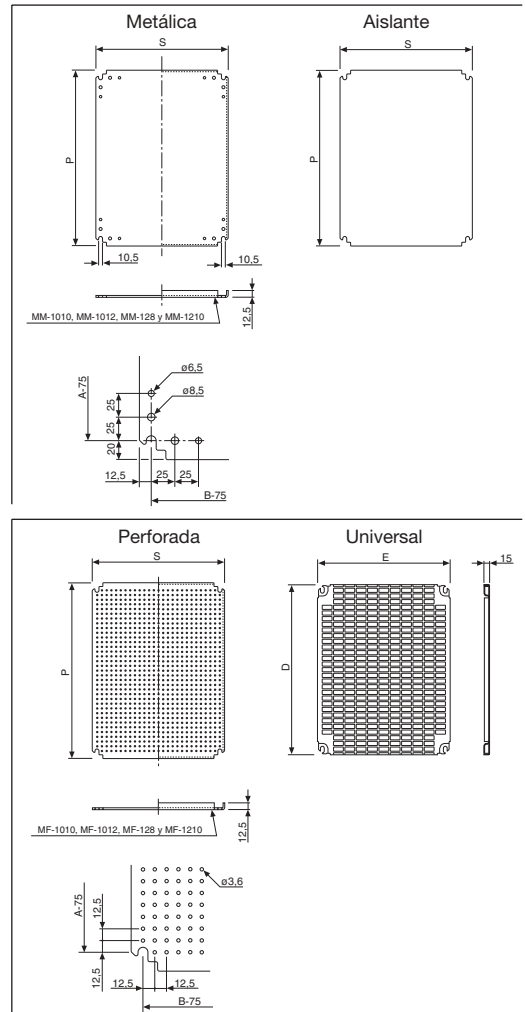 Metálica
S
P
10,5
10,5
12,5
MM-1010, MM-1012, MM-128 y MM-1210
A-75
25
25
20
ø6,5
ø8,5
12,5
25
25
B-75
Aislante
S
P
Perforada
S
P
12,5
MF-1010, MF-1012, MF-128 y MF-1210
A-75
12,5
12,5
ø3,6
12,5
12,5
B-75
Universal
E
15
D